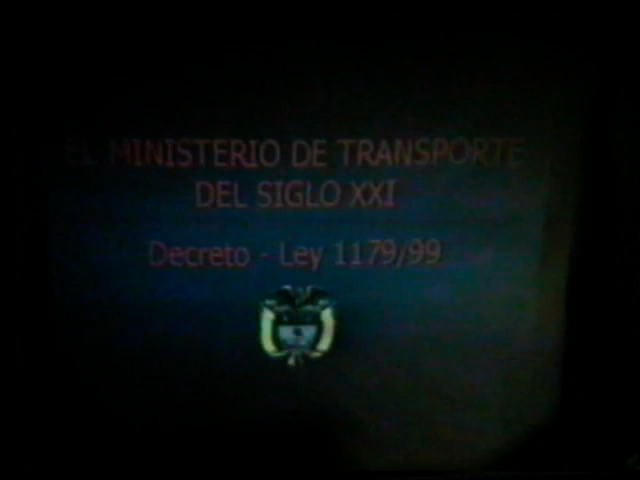 EL MINISTERIO DE TRANSPORTE
DEL SIGLO XXI
Decreto - Ley 1179/99